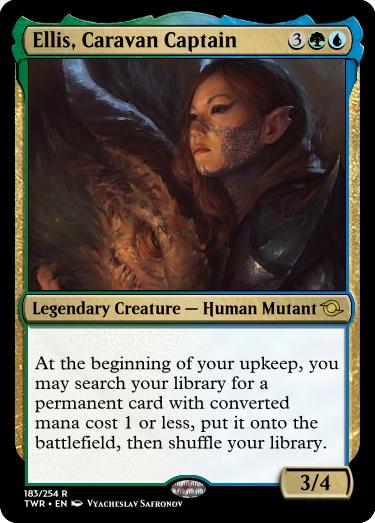 Ellis, Caravan Captain 3
Legendary Creature — Human Mutant
At the beginning of your upkeep, you
may search your library for a
permanent card with converted
mana cost 1 or less, put it onto the
battlefield, then shuffle your library.
3/4
183/254 R
TWR • EN Vyacheslav Safronov